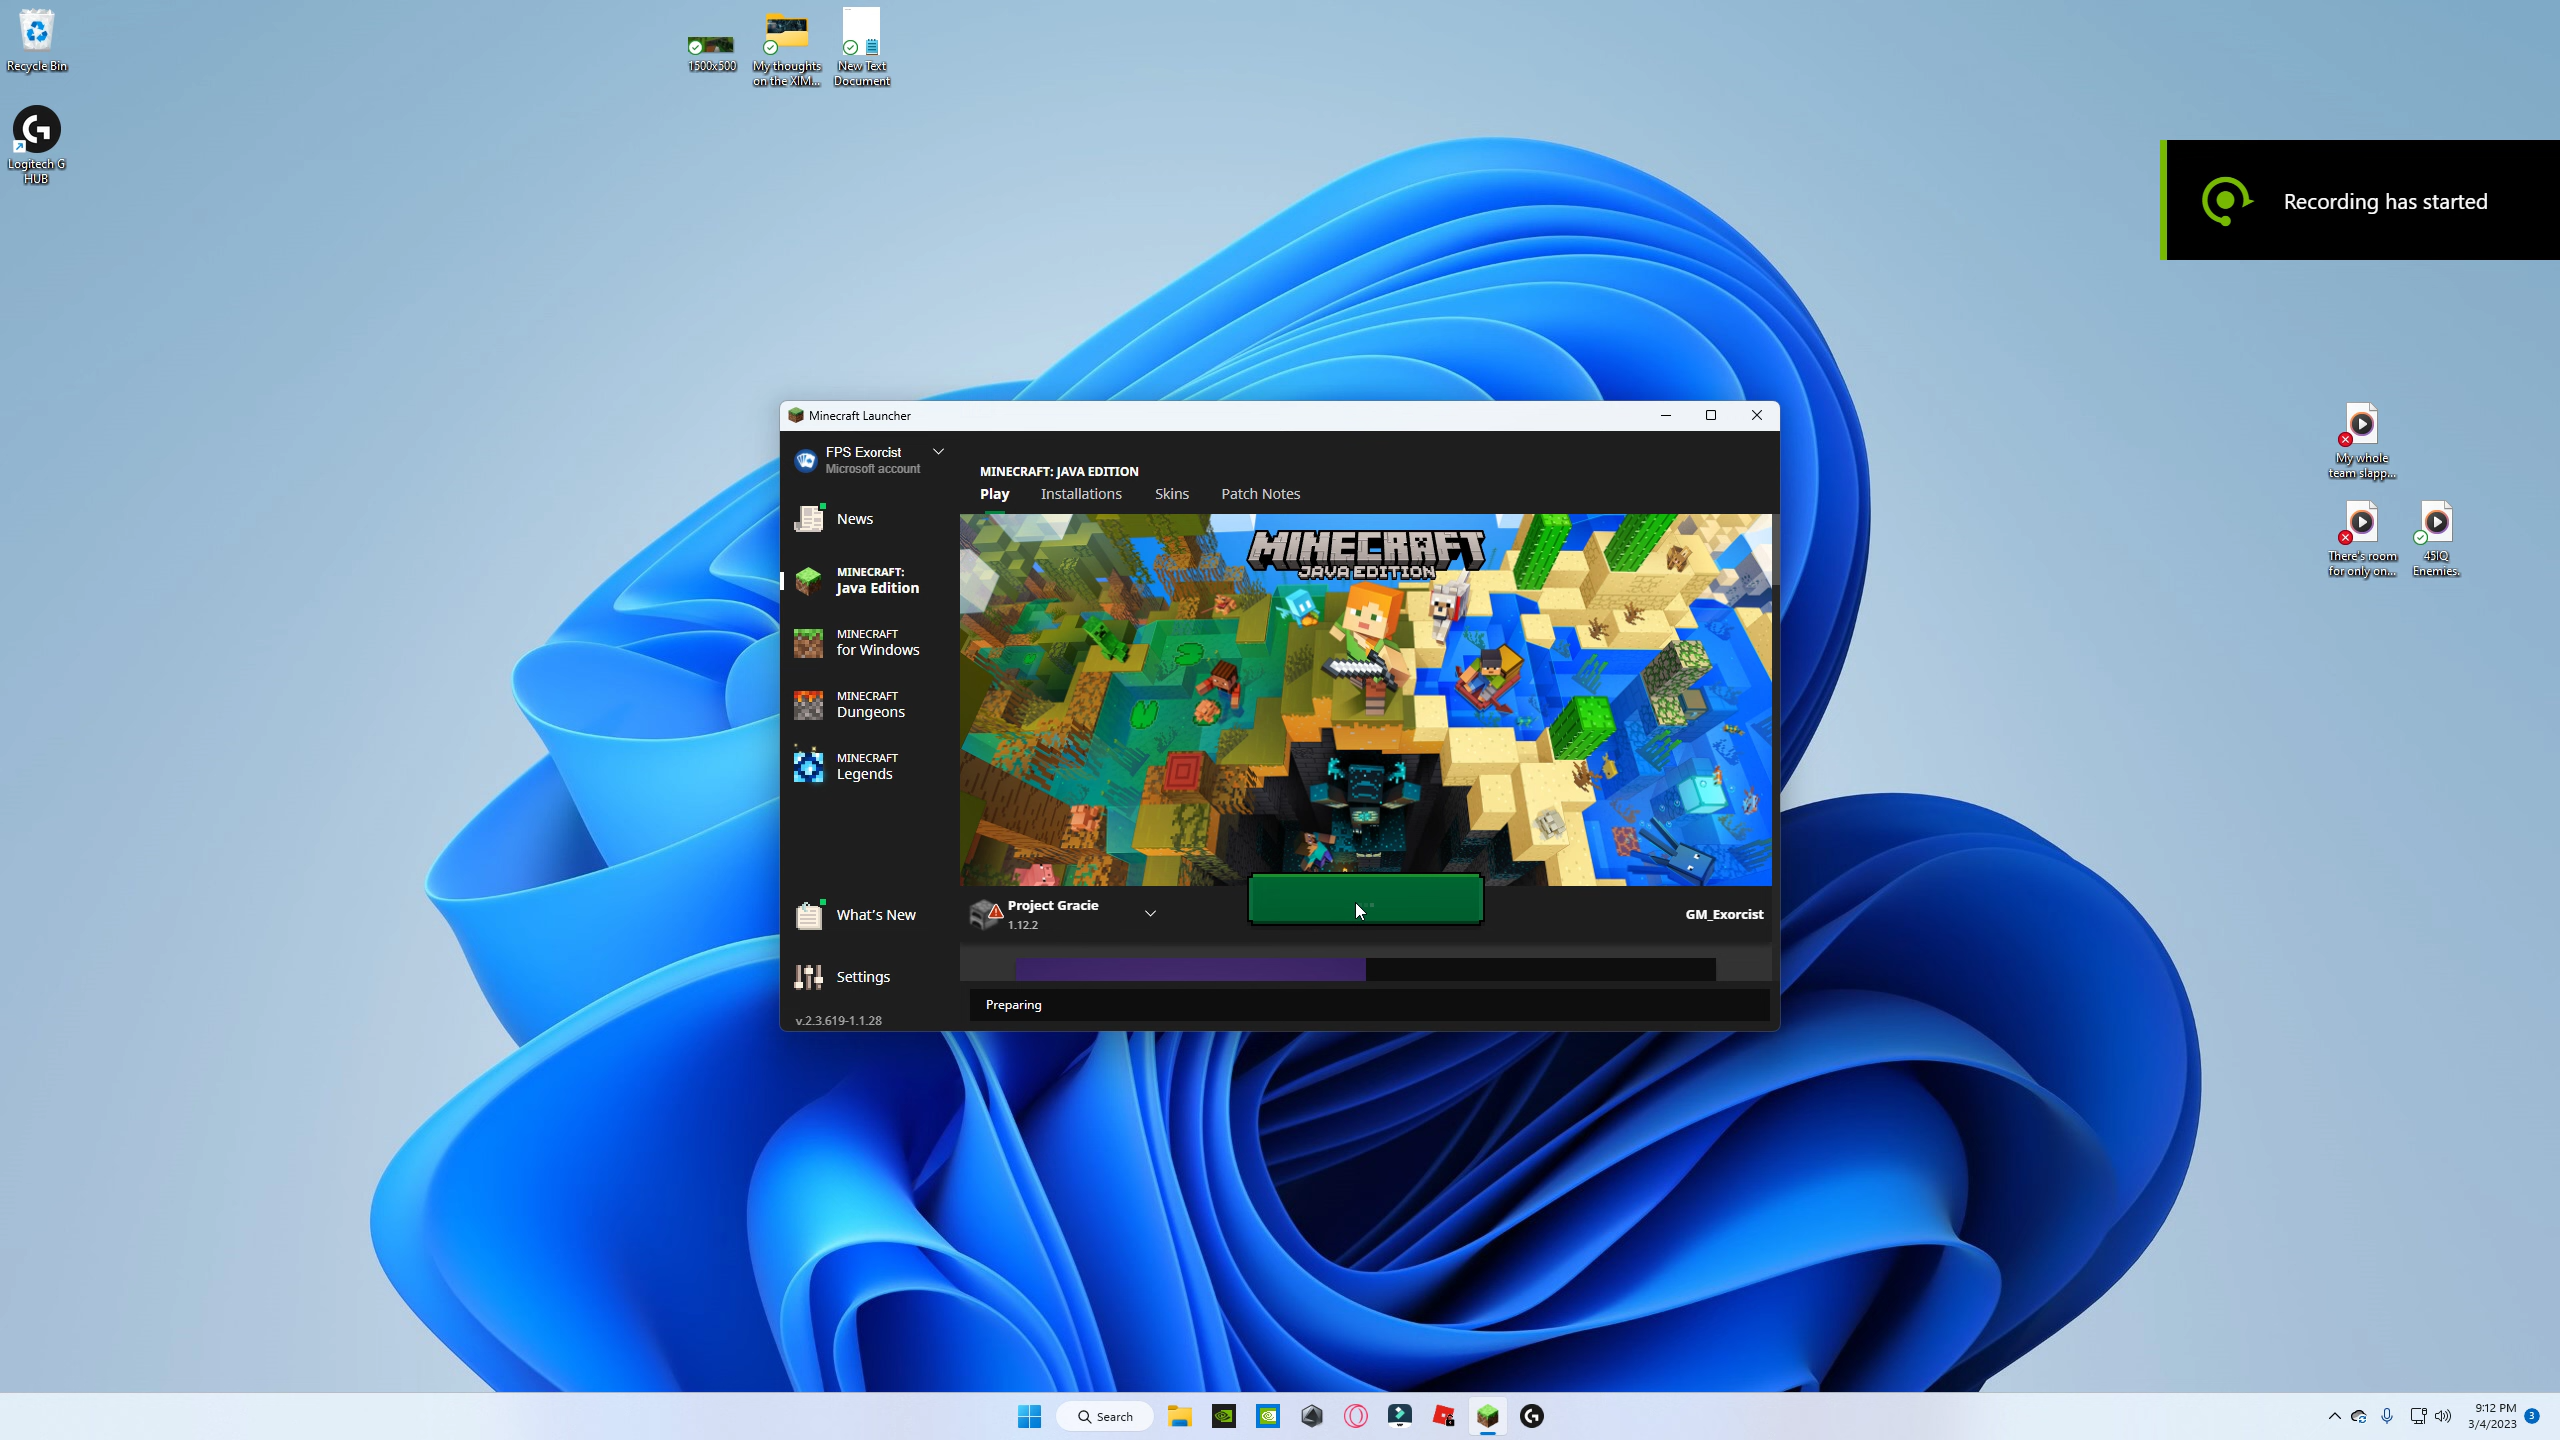 Recycle Bin
Logitech G
HUB
1500x500
My thoughts
on the XIM...
New Text
Document
Recording has started
My whole
team slapp...
There's room
for only on...
45IQ
Enemies.
Minecraft Launcher
FPS Exorcist
Microsoft account
News
MINECRAFT:
Java Edition
MINECRAFT
for Windows
MINECRAFT
Dungeons
MINECRAFT
Legends
What's New
Settings
v.2.3.619-1.1.28
MINECRAFT: JAVA EDITION
Play Installations Skins Patch Notes
MINECRAFT
JAVA EDITION
Project Gracie
1.12.2
GM_Exorcist
Preparing
Search
9:12 PM
3/4/2023
3